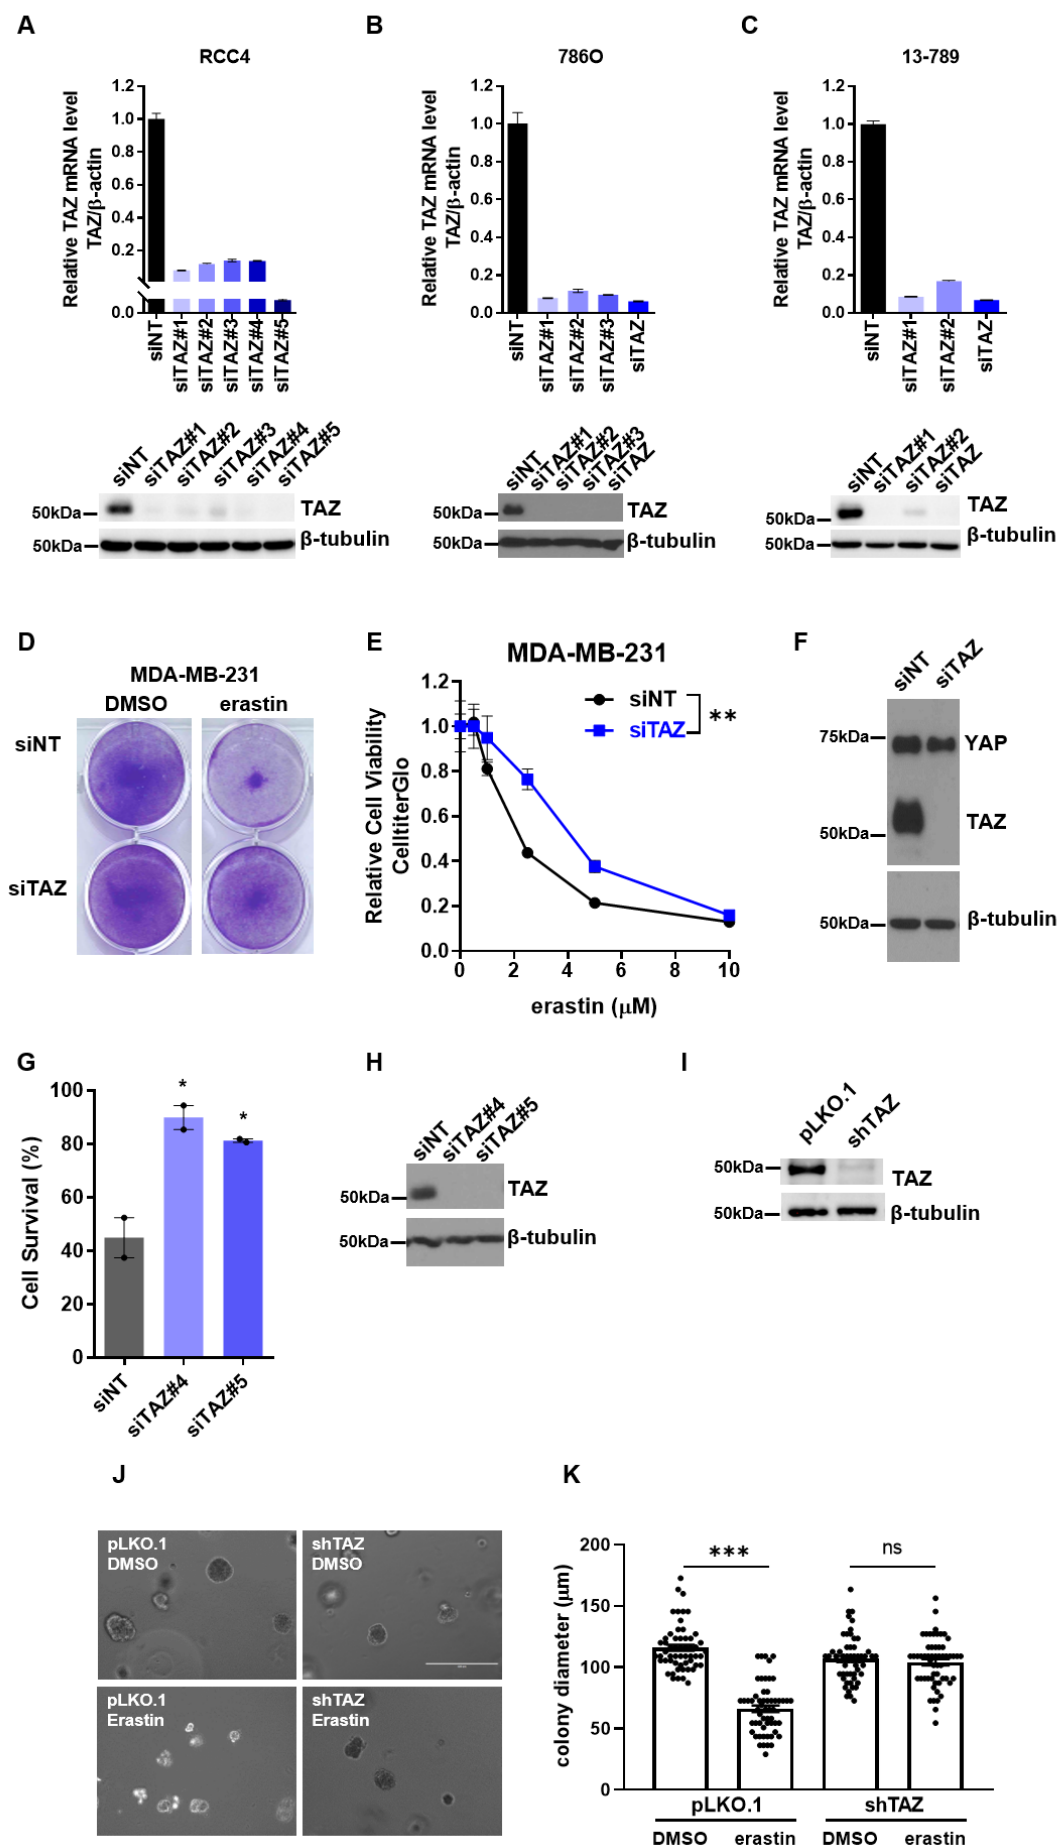 A
B
C
RCC4
786O
13-789
Relative TAZ mRNA level
TAZ/β-actin
1.2
1.0
0.8
0.6
0.4
0.2
0.0
siNT
siTAZ#1
siTAZ#2
siTAZ#3
siTAZ#4
siTAZ#5
Relative TAZ mRNA level
TAZ/β-actin
1.2
1.0
0.8
0.6
0.4
0.2
0.0
siNT
siTAZ#1
siTAZ#2
siTAZ#3
siTAZ
Relative TAZ mRNA level
TAZ/β-actin
1.2
1.0
0.8
0.6
0.4
0.2
0.0
siNT
siTAZ#1
siTAZ#2
siTAZ
siNT
siTAZ#1
siTAZ#2
siTAZ#3
siTAZ#4
siTAZ#5
50kDa
TAZ
50kDa
β-tubulin
siNT
siTAZ#1
siTAZ#2
siTAZ#3
siTAZ
50kDa
TAZ
50kDa
β-tubulin
siNT
siTAZ#1
siTAZ#2
siTAZ
50kDa
TAZ
50kDa
β-tubulin
D
MDA-MB-231
DMSO
erastin
siNT
siTAZ
E
MDA-MB-231
Relative Cell Viability
CelltiterGlo
1.2
1.0
0.8
0.6
0.4
0.2
0.0
siNT
siTAZ
**
0
2
4
6
8
10
erastin (μM)
F
siNT
siTAZ
75kDa
YAP
50kDa
TAZ
50kDa
β-tubulin
G
Cell Survival (%)
100
80
60
40
20
0
*
*
siNT
siTAZ#4
siTAZ#5
H
siNT
siTAZ#4
siTAZ#5
50kDa
TAZ
50kDa
β-tubulin
I
pLKO.1
shTAZ
50kDa
TAZ
50kDa
β-tubulin
J
pLKO.1
DMSO
shTAZ
DMSO
pLKO.1
Erastin
shTAZ
Erastin
K
colony diameter (μm)
200
150
100
50
0
***
ns
pLKO.1
shTAZ
DMSO
erastin
DMSO
erastin